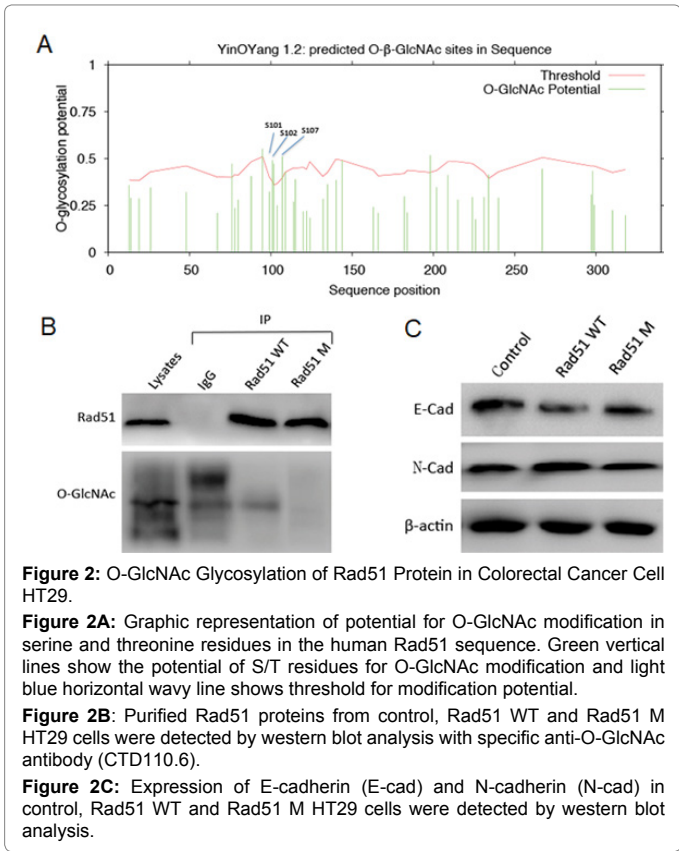 A
YinOYang 1.2: predicted O-β-GlcNAc sites in Sequence
Threshold
O-GlcNAc Potential
O-glycosylation potential
1
0.75
0.5
0.25
0
S101
S102
S107
0 50 100 150 200 250 300
Sequence position
B
IP
Lysates
IgG
Rad51 WT
Rad51 M
Rad51
O-GlcNAc
C
Control
Rad51 WT
Rad51 M
E-Cad
N-Cad
β-actin
Figure 2: O-GlcNAc Glycosylation of Rad51 Protein in Colorectal Cancer Cell
HT29.
Figure 2A: Graphic representation of potential for O-GlcNAc modification in
serine and threonine residues in the human Rad51 sequence. Green vertical
lines show the potential of S/T residues for O-GlcNAc modification and light
blue horizontal wavy line shows threshold for modification potential.
Figure 2B: Purified Rad51 proteins from control, Rad51 WT and Rad51 M
HT29 cells were detected by western blot analysis with specific anti-O-GlcNAc
antibody (CTD110.6).
Figure 2C: Expression of E-cadherin (E-cad) and N-cadherin (N-cad) in
control, Rad51 WT and Rad51 M HT29 cells were detected by western blot
analysis.